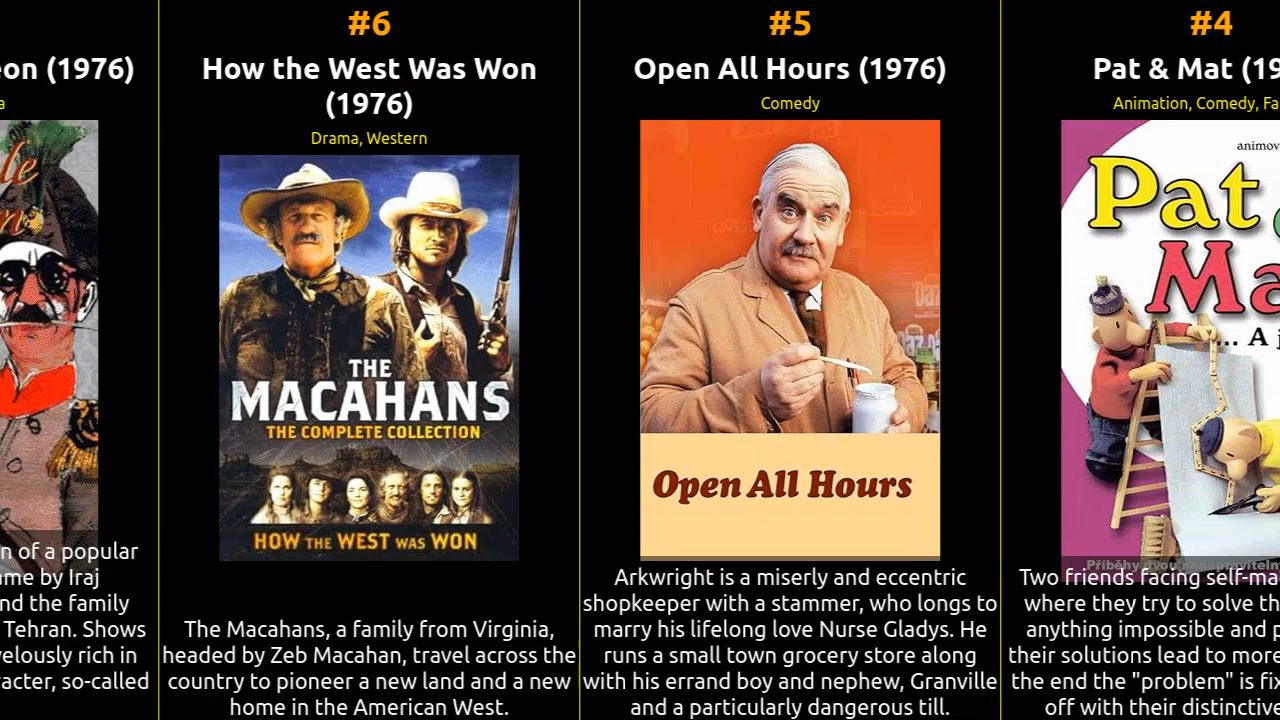 eon (1976)
a
le
n of a popular
ame by Iraj
nd the family
Tehran. Shows
velously rich in
racter, so-called
#6
How the West Was Won
(1976)
Drama, Western
THE
MACAHANS
THE COMPLETE COLLECTION
HOW THE WEST WAS WON
The Macahans, a family from Virginia,
headed by Zeb Macahan, travel across the
country to pioneer a new land and a new
home in the American West.
#5
Open All Hours (1976)
Comedy
Daz
Open All Hours
Arkwright is a miserly and eccentric
shopkeeper with a stammer, who longs to
marry his lifelong love Nurse Gladys. He
runs a small town grocery store along
with his errand boy and nephew, Granville
and a particularly dangerous till.
#4
Pat & Mat (19
Animation, Comedy, Fa
animov
Pat
Ma
... A j
Příběhy dvou nenapravitelný
Two friends facing self-ma
where they try to solve th
anything impossible and p
their solutions lead to more
the end the "problem" is fix
off with their distinctive